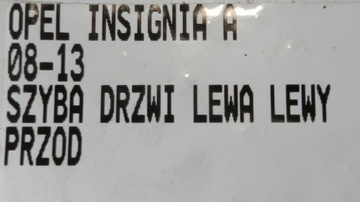 OPEL INSIGNIA A
08-13
SZYBA DRZWI LEWA LEWY
PRZOD